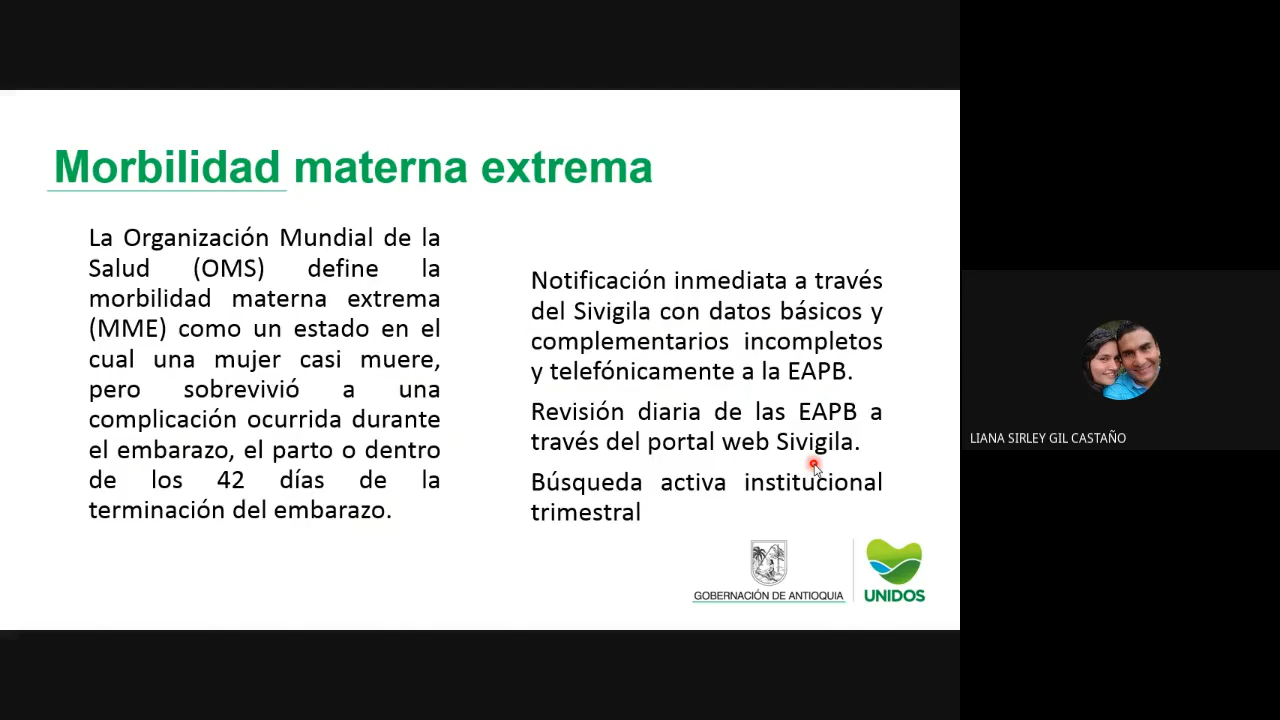 Morbilidad materna extrema
La Organización Mundial de la
Salud (OMS) define la
morbilidad materna extrema
(MME) como un estado en el
cual una mujer casi muere,
pero sobrevivió a una
complicación ocurrida durante
el embarazo, el parto o dentro
de los 42 días de la
terminación del embarazo.
Notificación inmediata a través
del Sivigila con datos básicos y
complementarios incompletos
y telefónicamente a la EAPB.
Revisión diaria de las EAPB a
través del portal web Sivigila.
Búsqueda activa institucional
trimestral
GOBERNACIÓN DE ANTIOQUIA
UNIDOS
LIANA SIRLEY GIL CASTAÑO